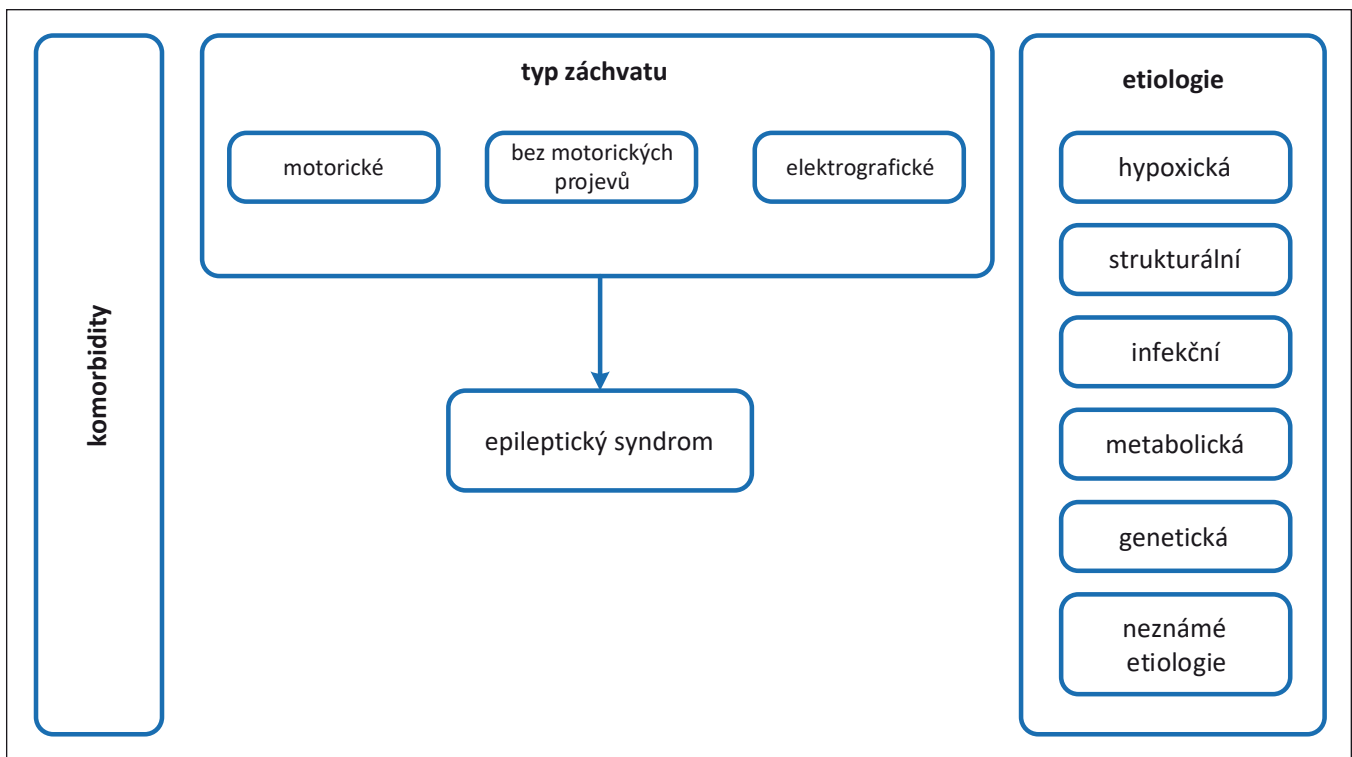 komorbidity
typ záchvatu
motorické
bez motorických
projevů
elektrografické
epileptický syndrom
etiologie
hypoxická
strukturální
infekční
metabolická
genetická
neznámé
etiologie